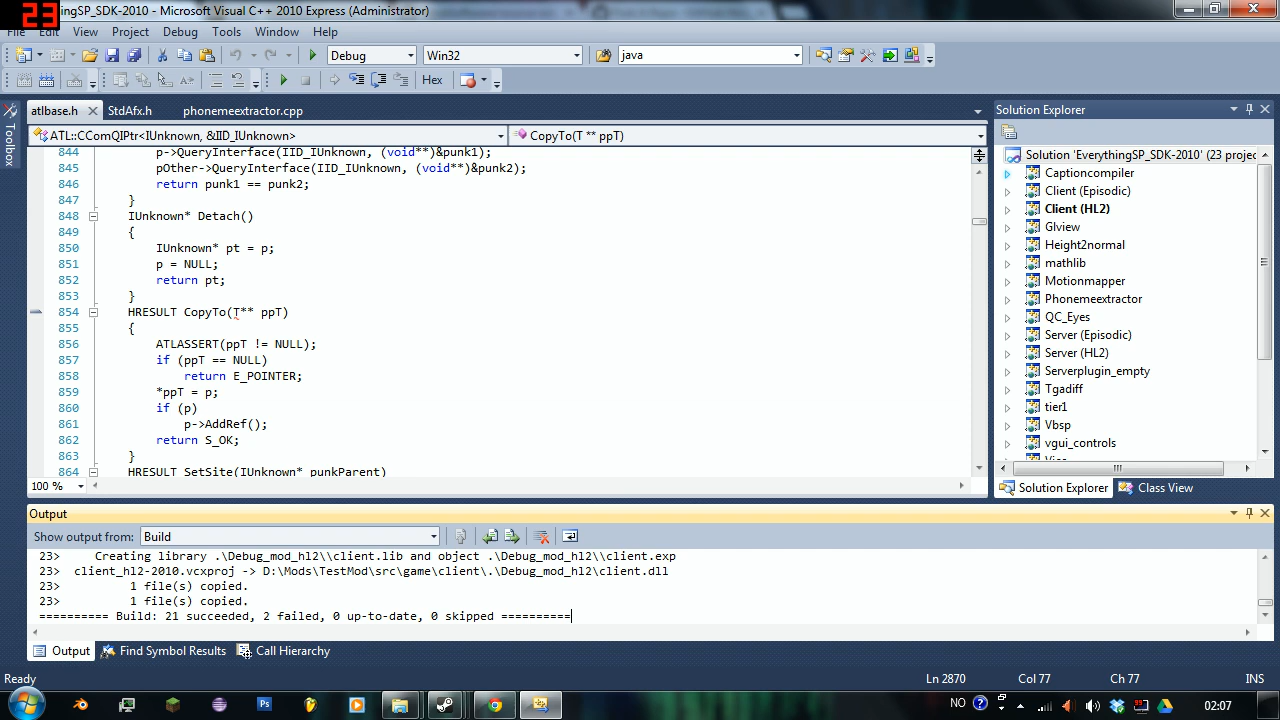 23
ythingSP_SDK-2010 - Microsoft Visual C++ 2010 Express (Administrator)
File Edit View Project Debug Tools Window Help
Debug Win32 java
Hex
atlbase.h StdAfx.h phonemeextractor.cpp
ATL::CComQIPtr<IUnknown, &IID_IUnknown> CopyTo(T ** ppT)
844 p->QueryInterface(IID_IUnknown, (void**)&punk1);
845 pOther->QueryInterface(IID_IUnknown, (void**)&punk2);
846 return punk1 == punk2;
847 }
848 IUnknown* Detach()
849 {
850 IUnknown* pt = p;
851 p = NULL;
852 return pt;
853 }
854 HRESULT CopyTo(T** ppT)
855 {
856 ATLASSERT(ppT != NULL);
857 if (ppT == NULL)
858 return E_POINTER;
859 *ppT = p;
860 if (p)
861 p->AddRef();
862 return S_OK;
863 }
864 HRESULT SetSite(IUnknown* punkParent)
100 %
Toolbox
Solution Explorer
Solution 'EverythingSP_SDK-2010' (23 projec
Captioncompiler
Client (Episodic)
Client (HL2)
Glview
Height2normal
mathlib
Motionmapper
Phonemeextractor
QC_Eyes
Server (Episodic)
Server (HL2)
Serverplugin_empty
Tgadiff
tier1
Vbsp
vgui_controls
Solution Explorer Class View
Output
Show output from: Build
23> Creating library .\Debug_mod_hl2\\client.lib and object .\Debug_mod_hl2\\client.exp
23> client_hl2-2010.vcxproj -> D:\Mods\TestMod\src\game\client\.\Debug_mod_hl2\client.dll
23> 1 file(s) copied.
23> 1 file(s) copied.
========== Build: 21 succeeded, 2 failed, 0 up-to-date, 0 skipped ==========
Output Find Symbol Results Call Hierarchy
Ready Ln 2870 Col 77 Ch 77 INS
Ps NO 02:07